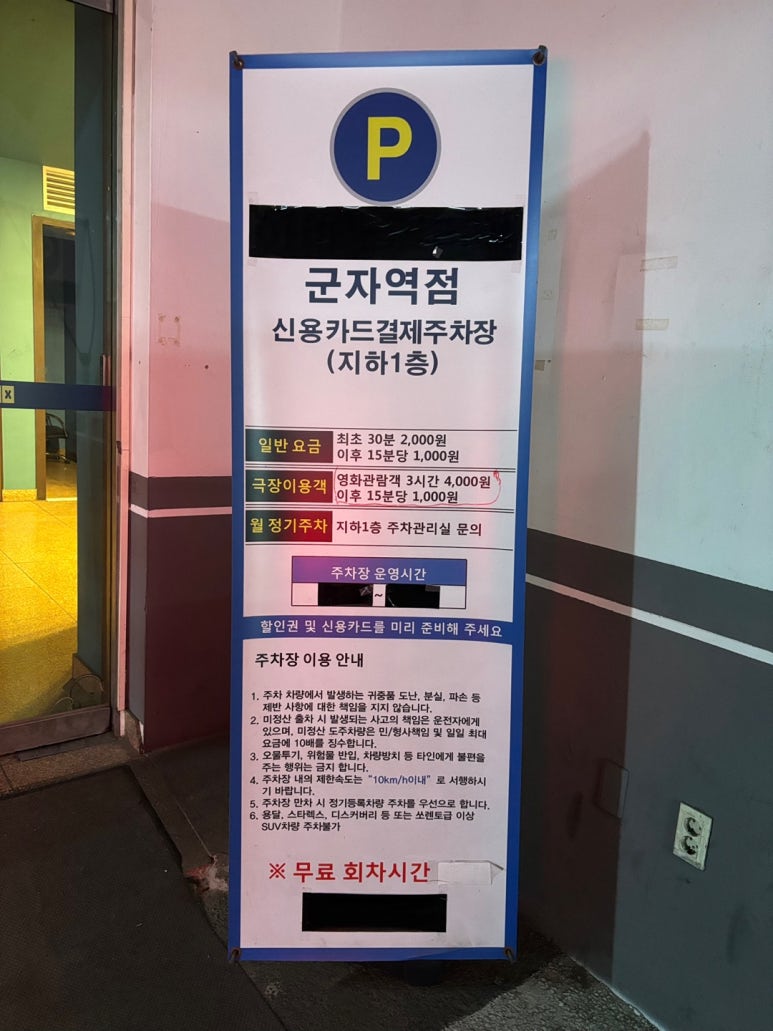 P
군자역점
신용카드결제주차장
(지하1층)
일반 요금
최초 30분 2,000원
이후 15분당 1,000원
극장이용객
영화관람객 3시간 4,000원
이후 15분당 1,000원
월 정기주차
지하1층 주차관리실 문의
주차장 운영시간
~
할인권 및 신용카드를 미리 준비해 주세요
주차장 이용 안내
1. 주차 차량에서 발생하는 귀중품 도난, 분실, 파손 등
제반 사항에 대한 책임을 지지 않습니다.
2. 미정산 출차 시 발생되는 사고의 책임은 운전자에게
있으며, 미정산 도주차량은 민/형사책임 및 일일 최대
요금에 10배를 징수합니다.
3. 오물투기, 위험물 반입, 차량방치 등 타인에게 불편을
주는 행위는 금지 합니다.
4. 주차장 내의 제한속도는 “10km/h이내” 로 서행하시
기 바랍니다.
5. 주차장 만차 시 정기등록차량 주차를 우선으로 합니다.
6. 용달, 스타렉스, 디스커버리 등 또는 쏘렌토급 이상
SUV차량 주차불가
※ 무료 회차시간
X